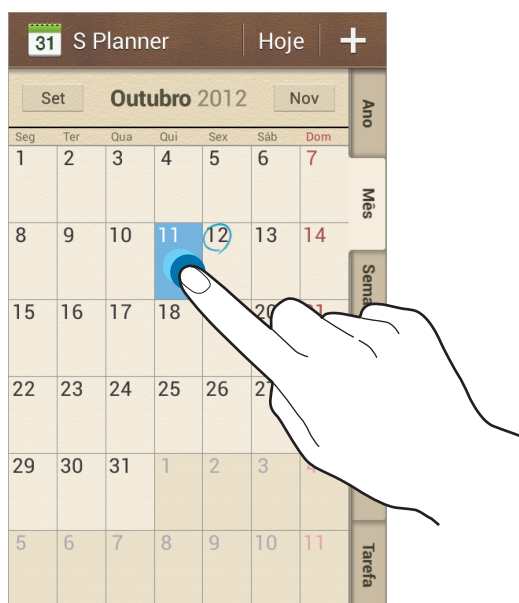 31 S Planner Hoje +
Set Outubro 2012 Nov
Ano
Seg Ter Qua Qui Sex Sáb Dom
1 2 3 4 5 6 7
Mês
8 9 10 11 12 13 14
Sema
15 16 17 18 20 21
22 23 24 25 26
29 30 31 1 2 3 4
5 6 7 8 9 10 11
Tarefa